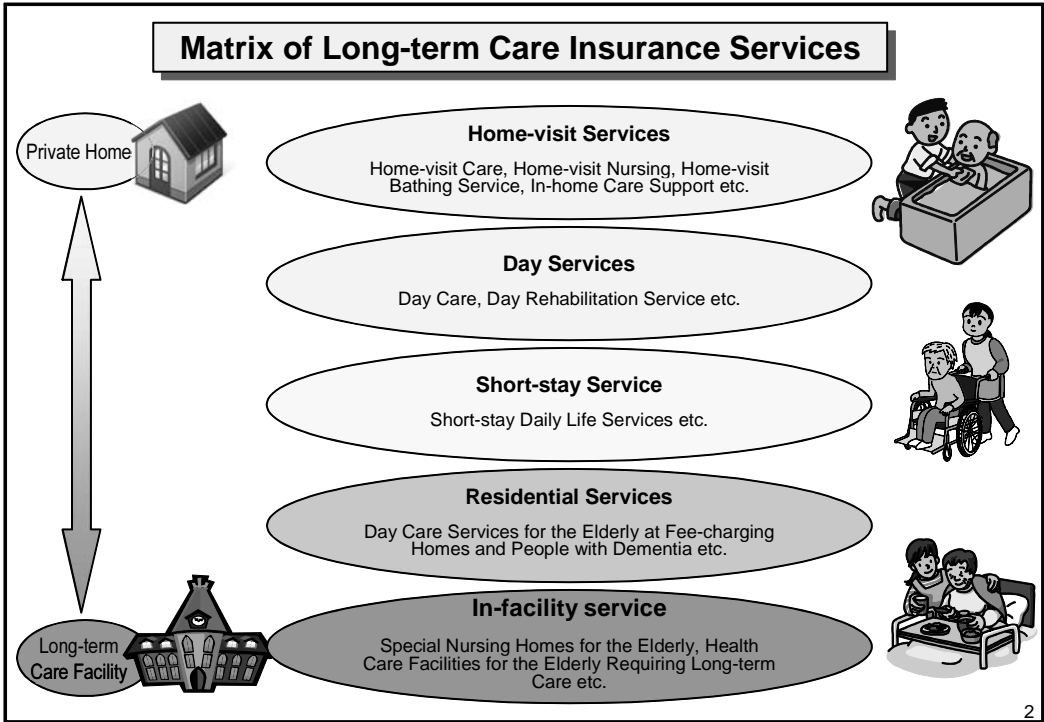 Matrix of Long-term Care Insurance Services
Private Home
Home-visit Services
Home-visit Care, Home-visit Nursing, Home-visit
Bathing Service, In-home Care Support etc.
Day Services
Day Care, Day Rehabilitation Service etc.
Short-stay Service
Short-stay Daily Life Services etc.
Residential Services
Day Care Services for the Elderly at Fee-charging
Homes and People with Dementia etc.
Long-term
Care Facility
In-facility service
Special Nursing Homes for the Elderly, Health
Care Facilities for the Elderly Requiring Long-term
Care etc.
2